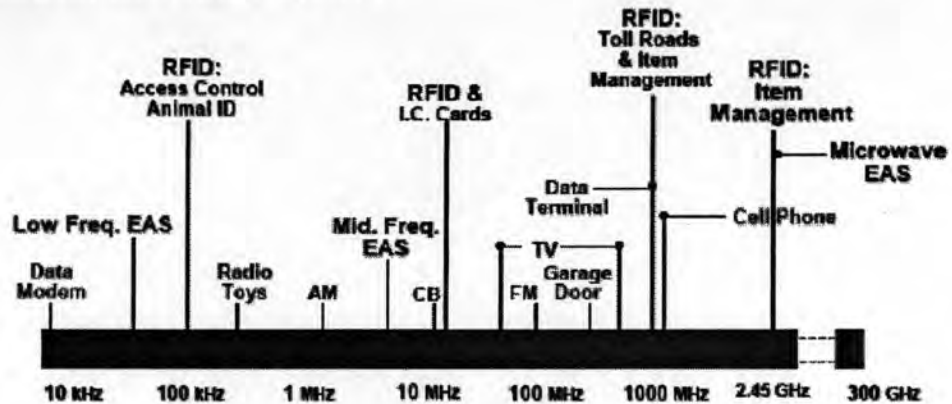 RFID:
Toll Roads
& Item
Management
RFID:
Access Control
Animal ID
RFID &
I.C. Cards
RFID:
Item
Management
Microwave
EAS
Data
Terminal
Cell Phone
Low Freq. EAS
Mid. Freq.
EAS
TV
Data
Modem
Radio
Toys
AM
CB
FM
Garage
Door
10 KHz
100 KHz
1 MHz
10 MHz
100 MHz
1000 MHz
2.45 GHz
300 GHz